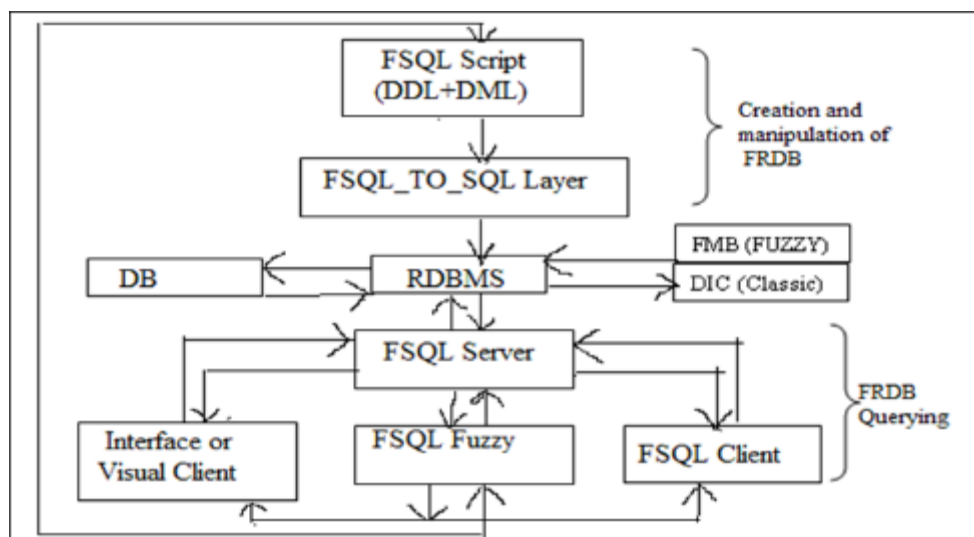 FSQL Script
(DDL+DML)
Creation and
manipulation of
FRDB
FSQL_TO_SQL Layer
FMB (FUZZY)
DB
RDBMS
DIC (Classic)
FSQL Server
FRDB
Querying
Interface or
Visual Client
FSQL Fuzzy
FSQL Client